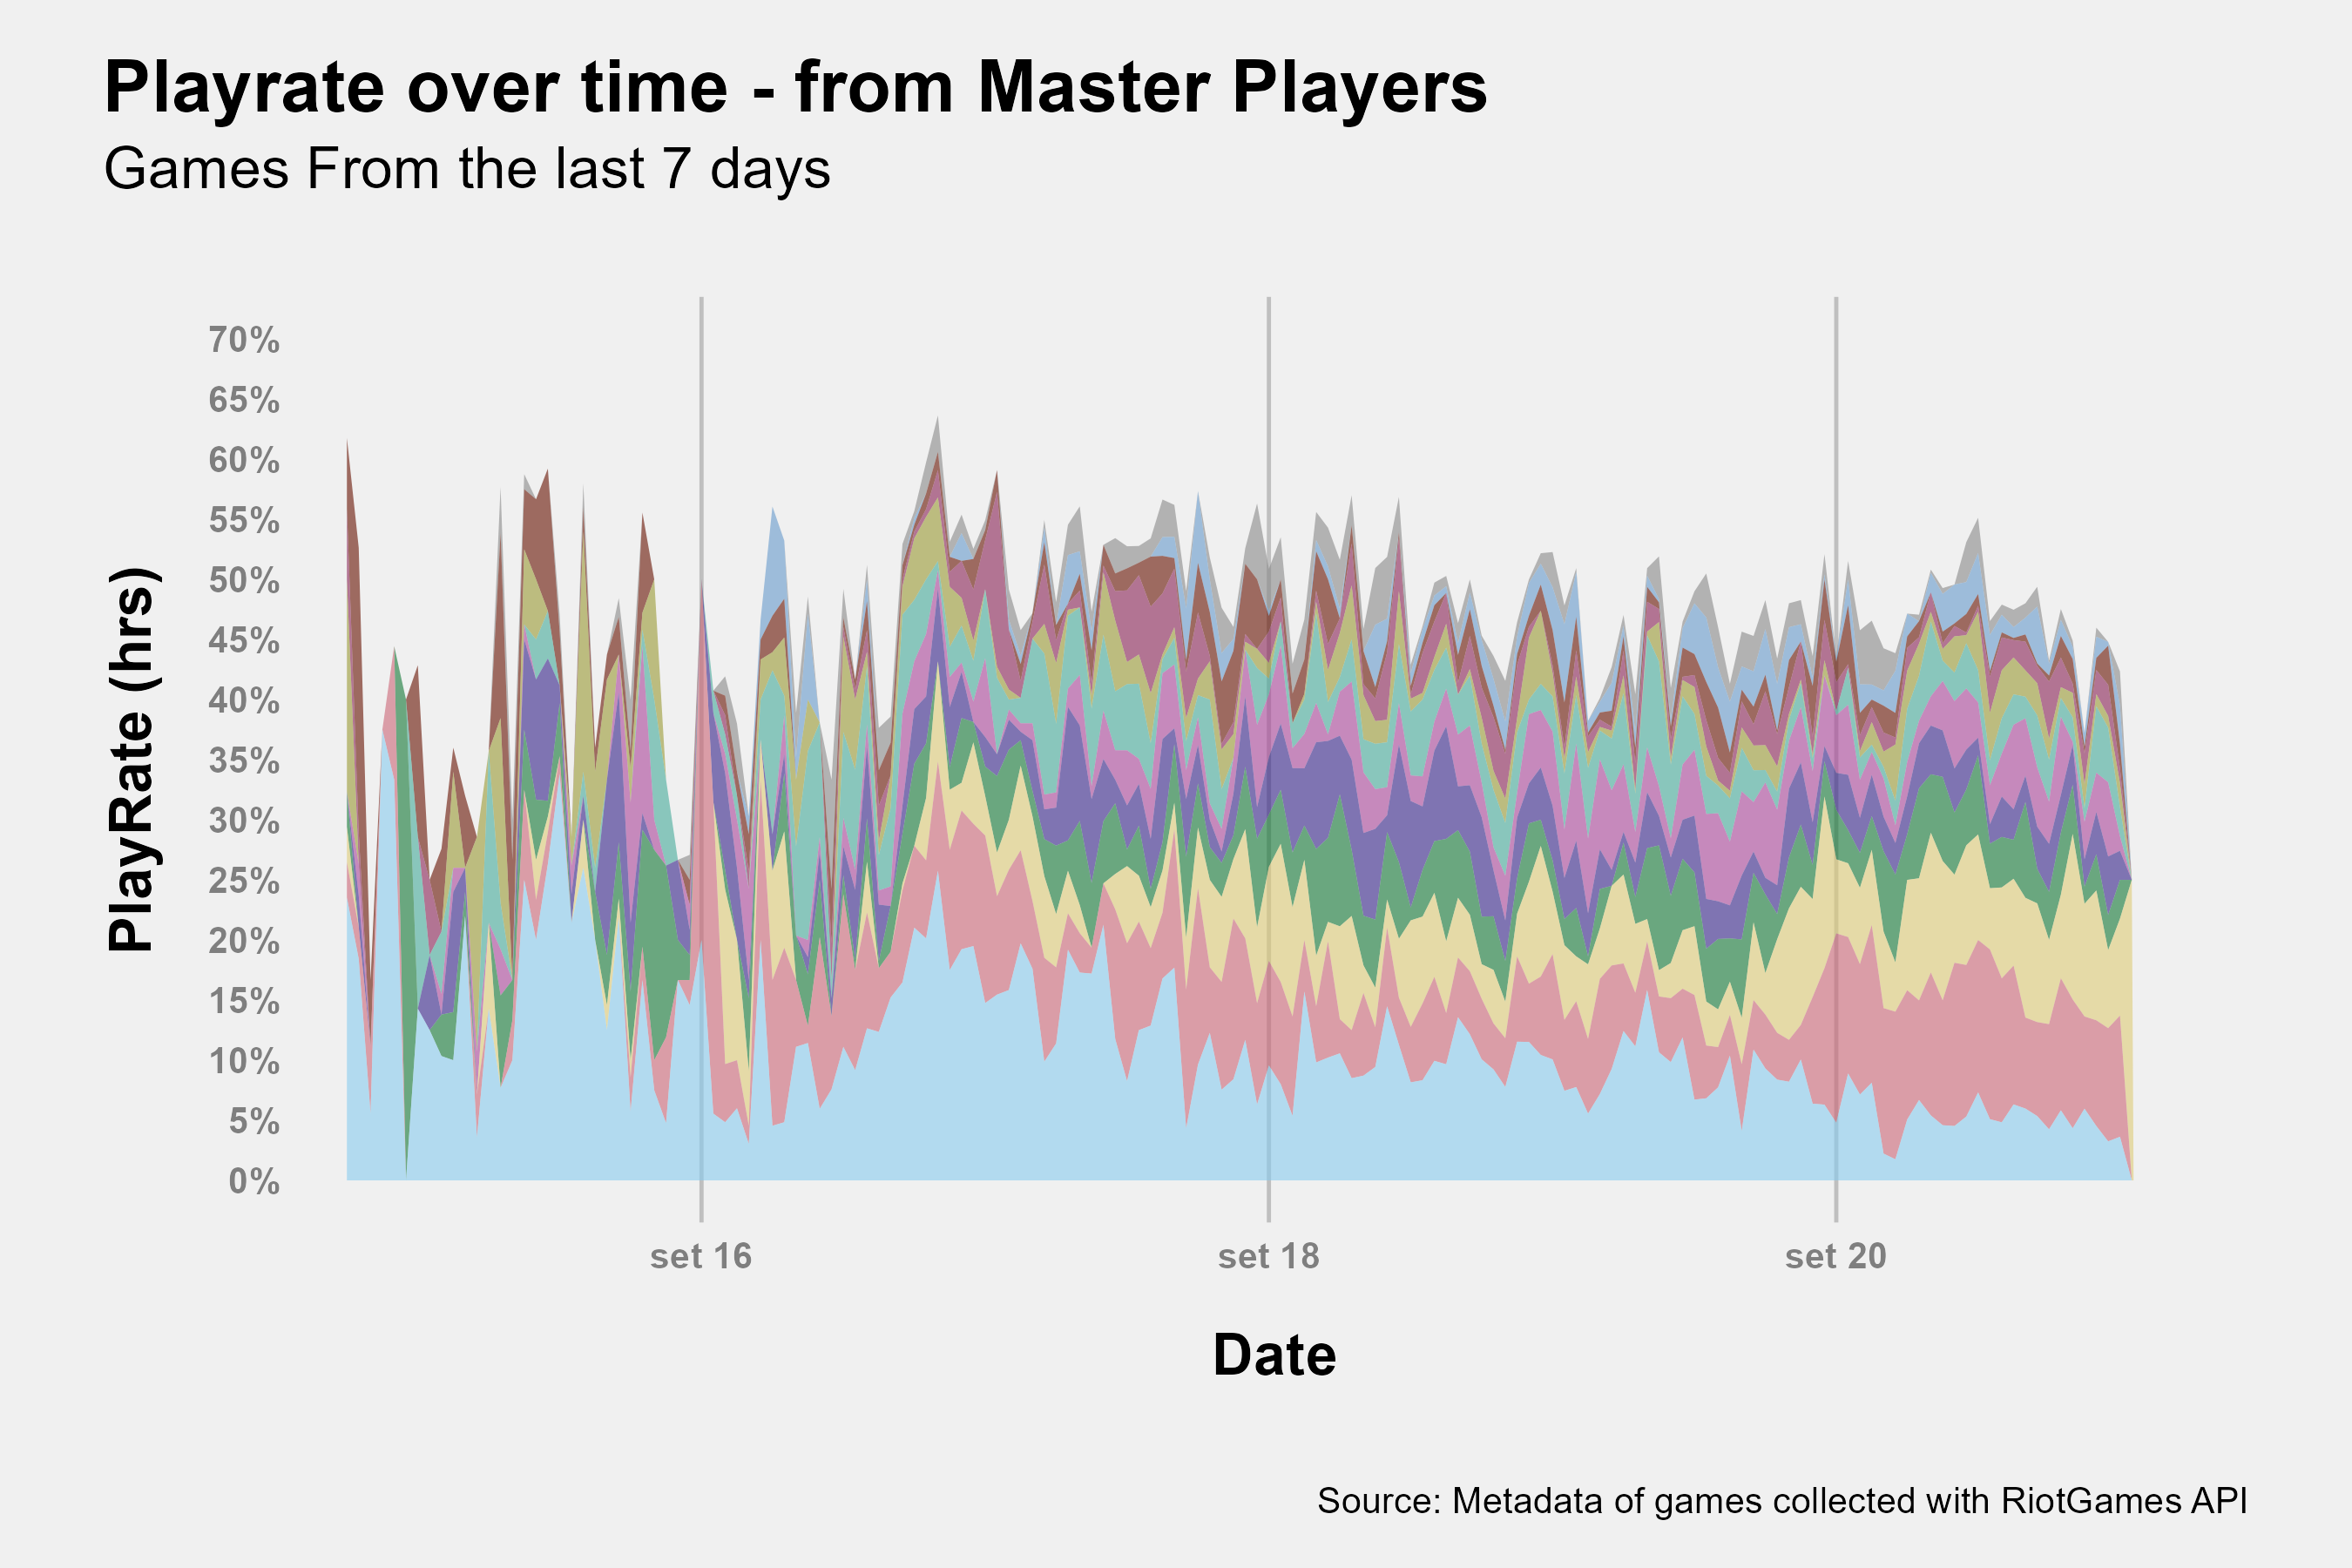 Playrate over time - from Master Players
Games From the last 7 days
PlayRate (hrs)
70%
65%
60%
55%
50%
45%
40%
35%
30%
25%
20%
15%
10%
5%
0%
set 16
set 18
set 20
Date
Source: Metadata of games collected with RiotGames API